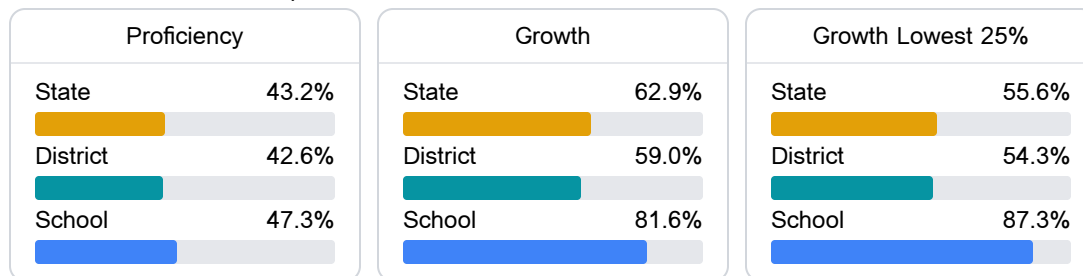 Proficiency
State 43.2%
District 42.6%
School 47.3%
Growth
State 62.9%
District 59.0%
School 81.6%
Growth Lowest 25%
State 55.6%
District 54.3%
School 87.3%